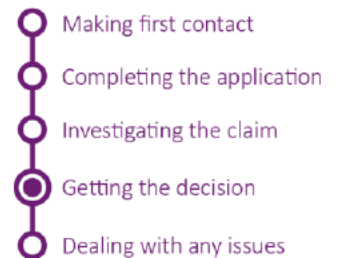 Making first contact
Completing the application
Investigating the claim
Getting the decision
Dealing with any issues